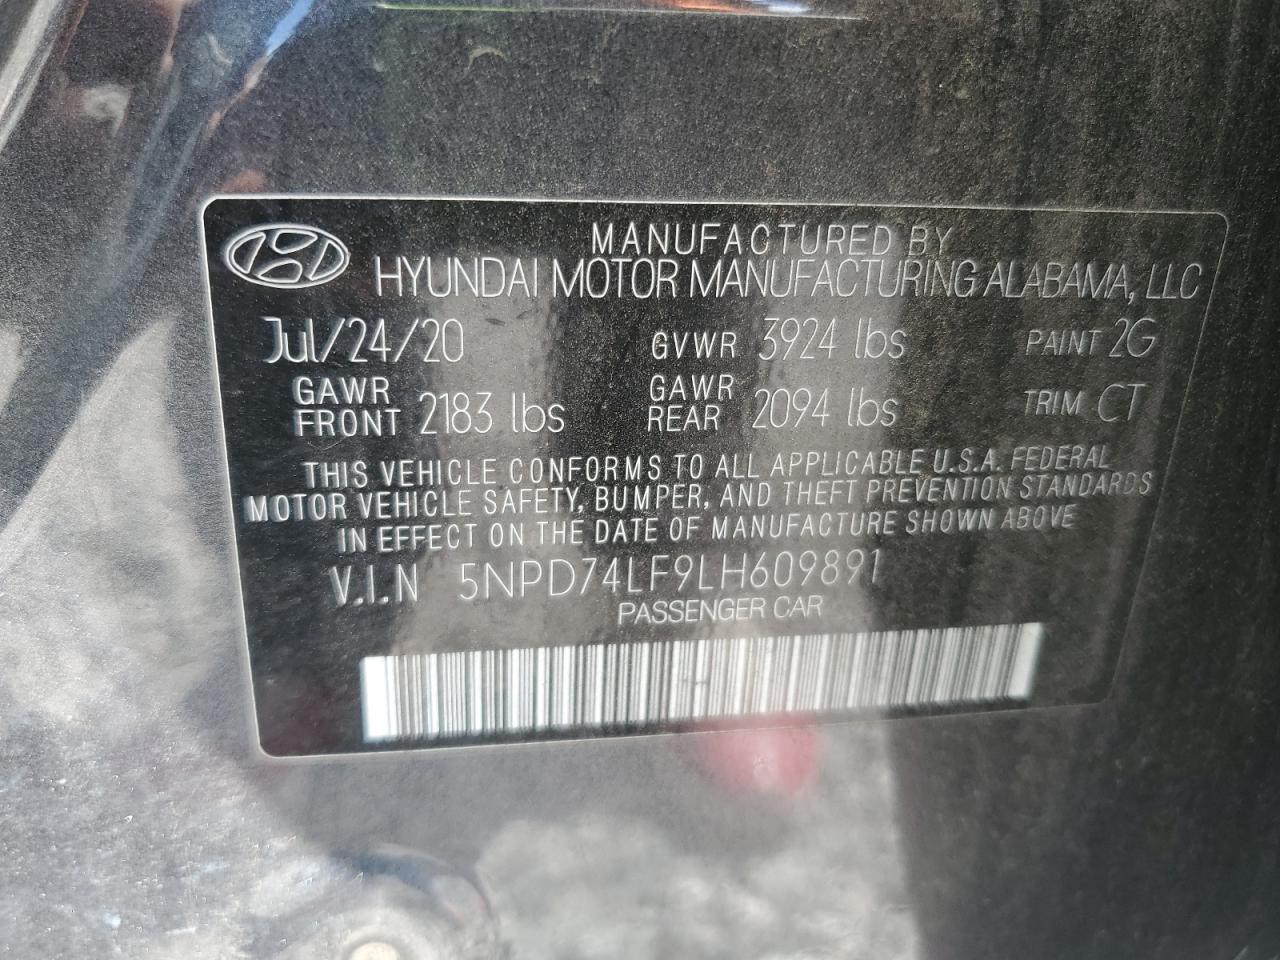 MANUFACTURED BY
HYUNDAI MOTOR MANUFACTURING ALABAMA, LLC
Jul/24/20 GVWR 3924 lbs PAINT 2G
GAWR FRONT 2183 lbs GAWR REAR 2094 lbs TRIM CT
THIS VEHICLE CONFORMS TO ALL APPLICABLE U.S.A. FEDERAL
MOTOR VEHICLE SAFETY, BUMPER, AND THEFT PREVENTION STANDARDS
IN EFFECT ON THE DATE OF MANUFACTURE SHOWN ABOVE
V.I.N 5NPD74LF9LH609891
PASSENGER CAR